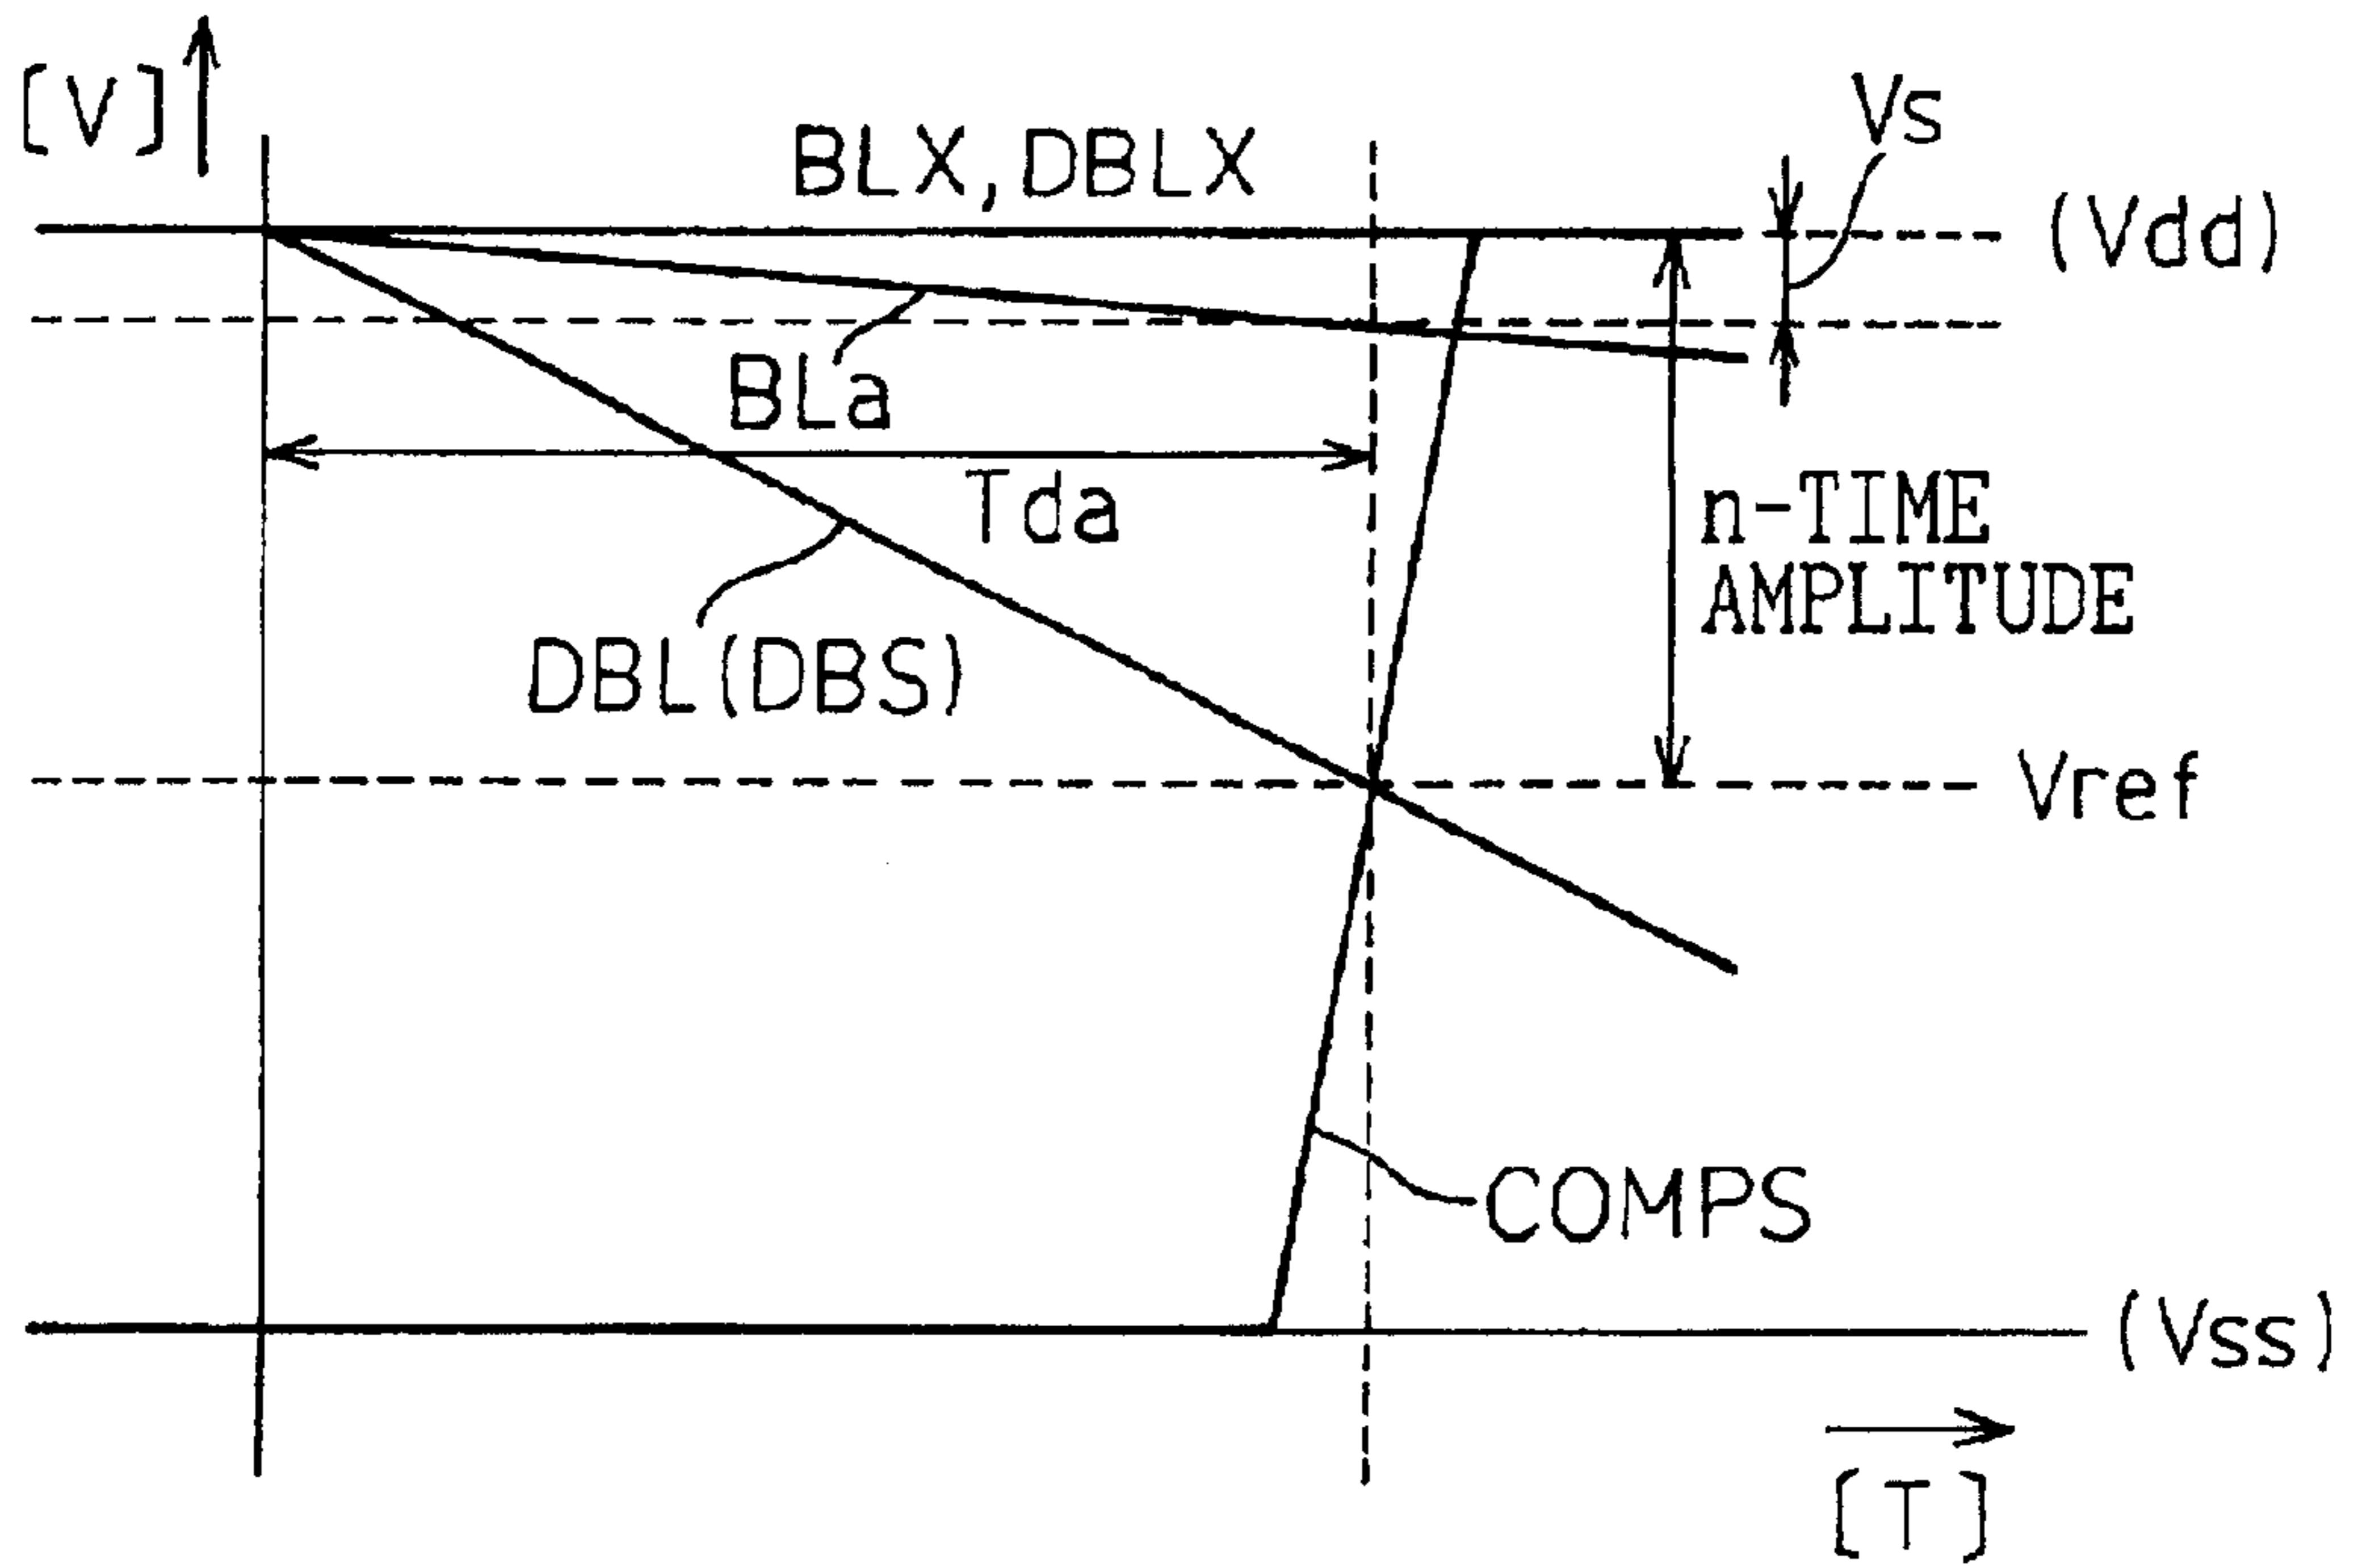 [V]
Vs
BLX,DBLX
(Vdd)
BLa
Tda
n-TIME
AMPLITUDE
DBL(DBS)
Vref
COMPS
(Vss)
[T]